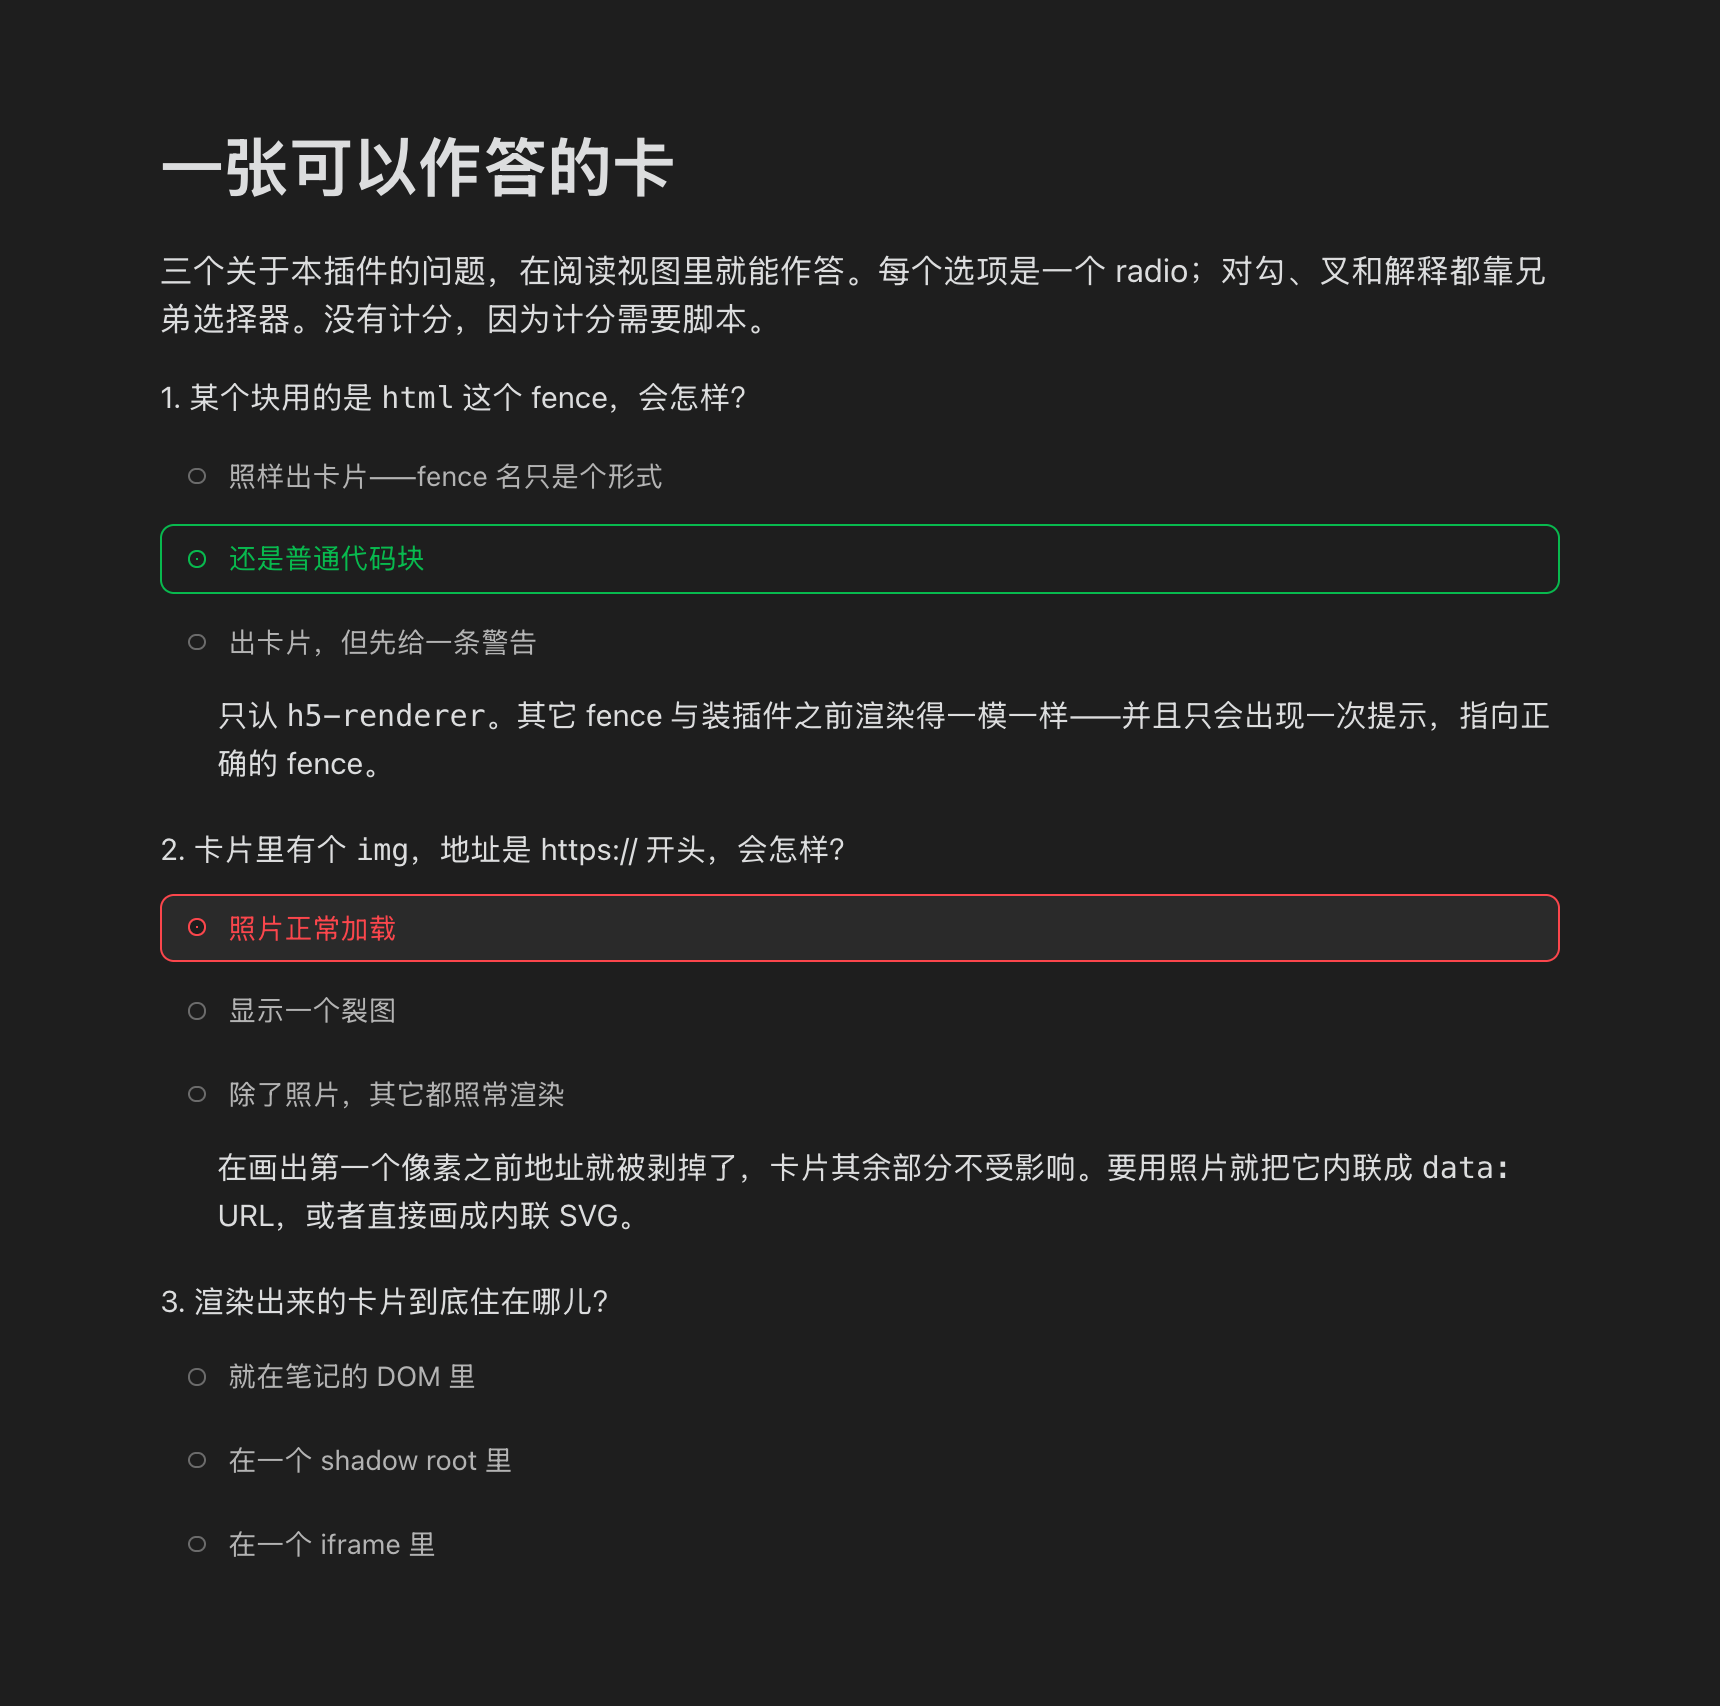 一张可以作答的卡
三个关于本插件的问题，在阅读视图里就能作答。每个选项是一个 radio；对勾、叉和解释都靠兄
弟选择器。没有计分，因为计分需要脚本。
1. 某个块用的是 html 这个 fence，会怎样？
照样出卡片——fence 名只是个形式
还是普通代码块
出卡片，但先给一条警告
只认 h5-renderer。其它 fence 与装插件之前渲染得一模一样——并且只会出现一次提示，指向正
确的 fence。
2. 卡片里有个 img，地址是 https:// 开头，会怎样？
照片正常加载
显示一个裂图
除了照片，其它都照常渲染
在画出第一个像素之前地址就被剥掉了，卡片其余部分不受影响。要用照片就把它内联成 data:
URL，或者直接画成内联 SVG。
3. 渲染出来的卡片到底住在哪儿？
就在笔记的 DOM 里
在一个 shadow root 里
在一个 iframe 里